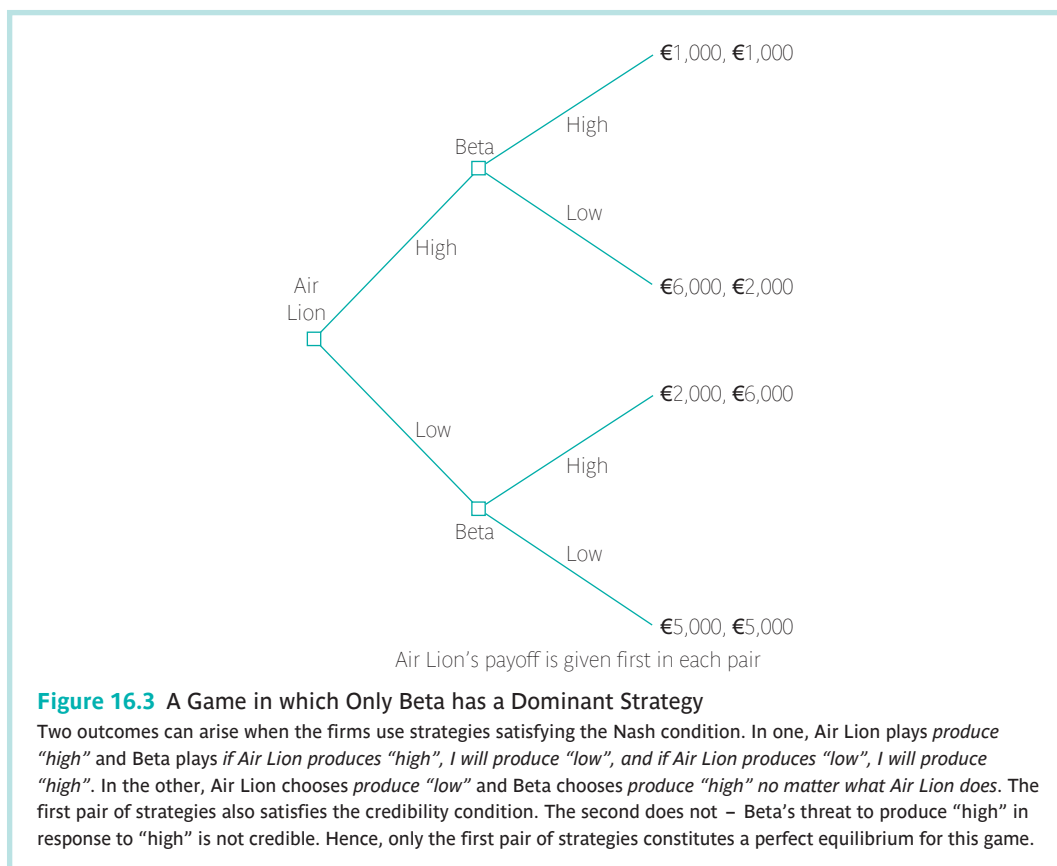 €1,000, €1,000
High
Beta
Low
High
€6,000, €2,000
Air
Lion
€2,000, €6,000
Low
High
Beta
Low
€5,000, €5,000
Air Lion's payoff is given first in each pair
Figure 16.3 A Game in which Only Beta has a Dominant Strategy
Two outcomes can arise when the firms use strategies satisfying the Nash condition. In one, Air Lion plays produce
"high" and Beta plays if Air Lion produces "high", I will produce "low", and if Air Lion produces "low", I will produce
"high". In the other, Air Lion chooses produce "low" and Beta chooses produce "high" no matter what Air Lion does. The
first pair of strategies also satisfies the credibility condition. The second does not – Beta's threat to produce "high" in
response to "high" is not credible. Hence, only the first pair of strategies constitutes a perfect equilibrium for this game.